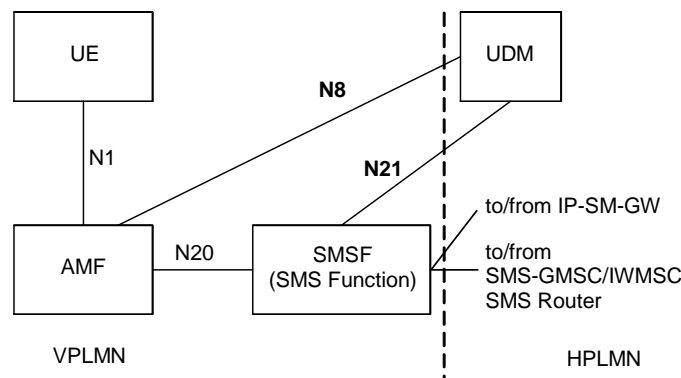 UE
UDM
N8
N1
N21
to/from IP-SM-GW
AMF
N20
SMSF
(SMS Function)
to/from
SMS-GMSC/IWMSC
SMS Router
VPLMN
HPLMN